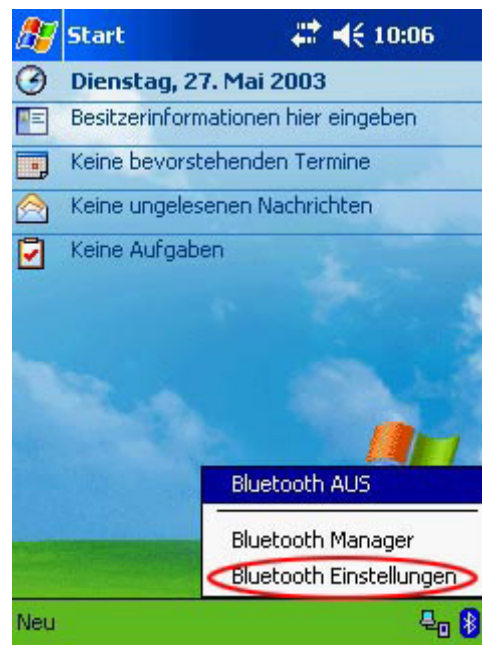 Start 10:06
Dienstag, 27. Mai 2003
Besitzerinformationen hier eingeben
Keine bevorstehenden Termine
Keine ungelesenen Nachrichten
Keine Aufgaben
Bluetooth AUS
Bluetooth Manager
Bluetooth Einstellungen
Neu